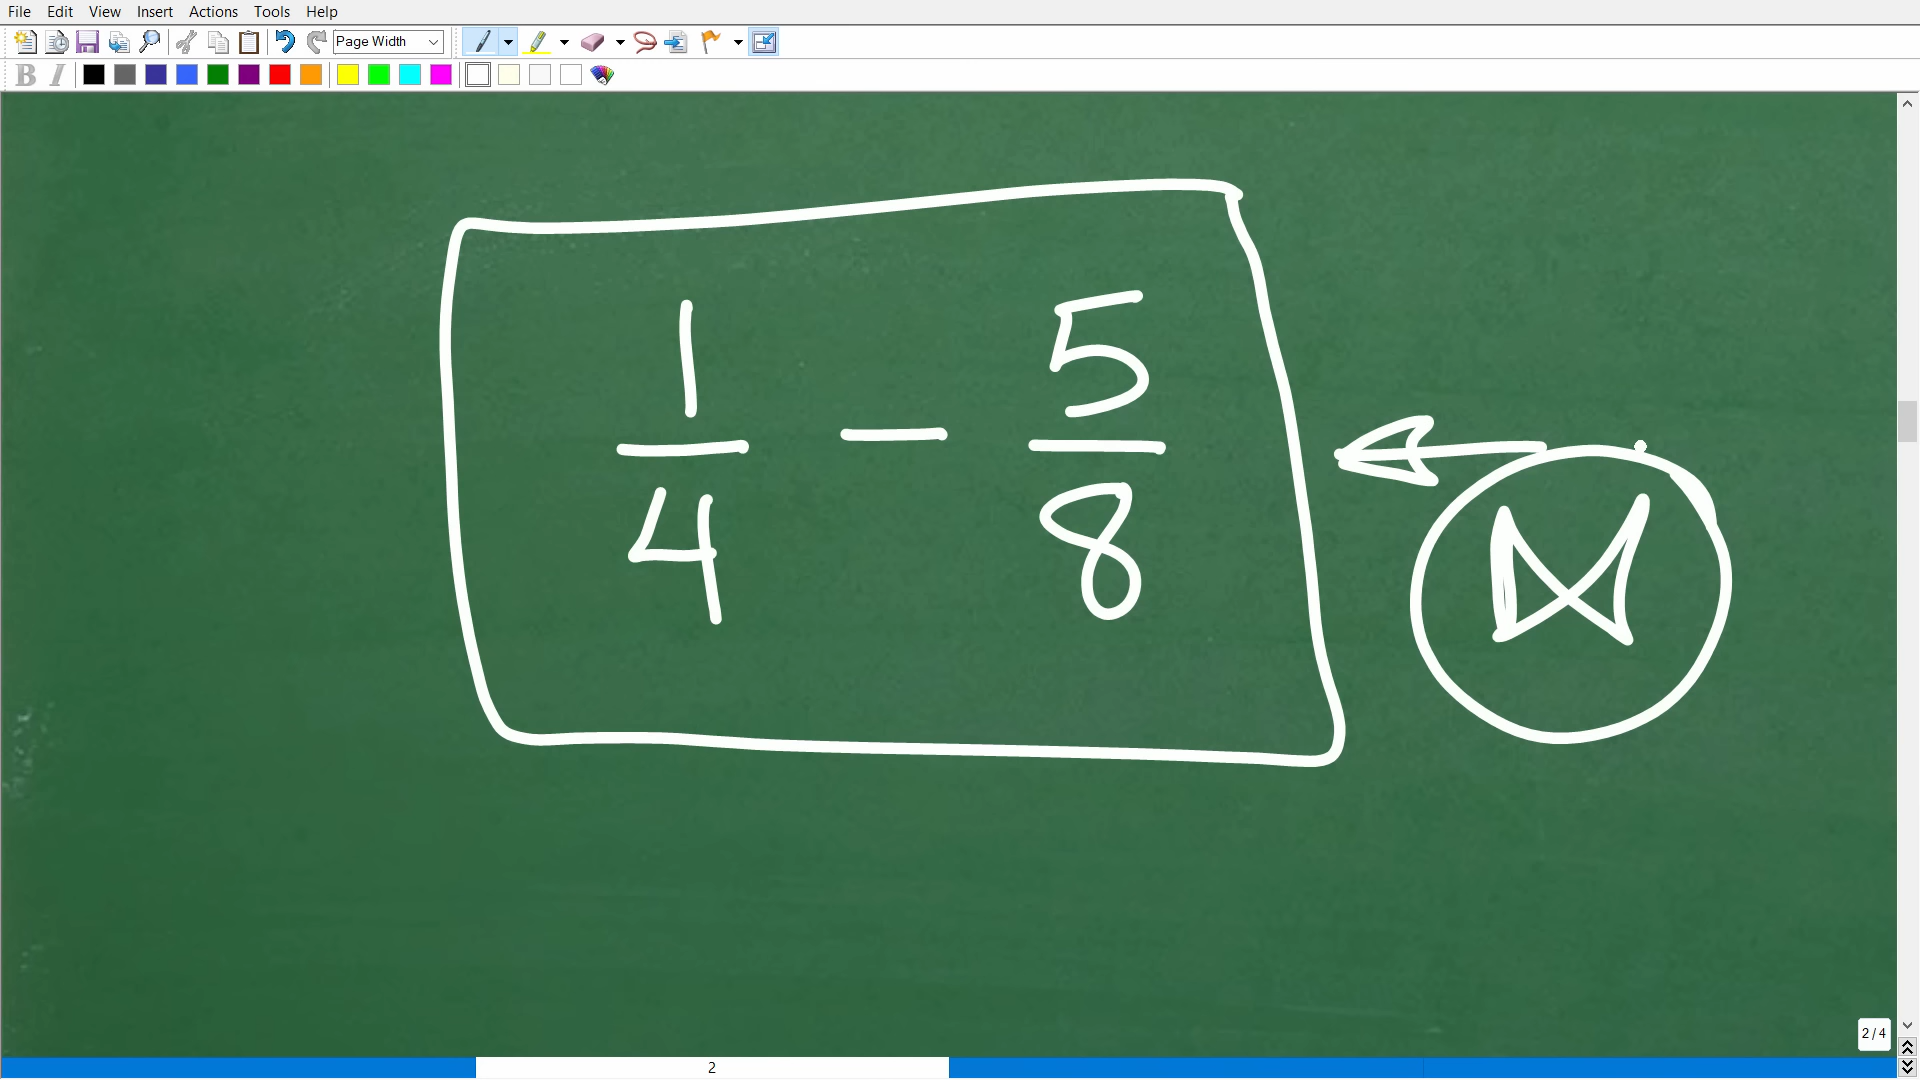 File Edit View Insert Actions Tools Help
Page Width
B I
1/4 - 5/8
2/4
2